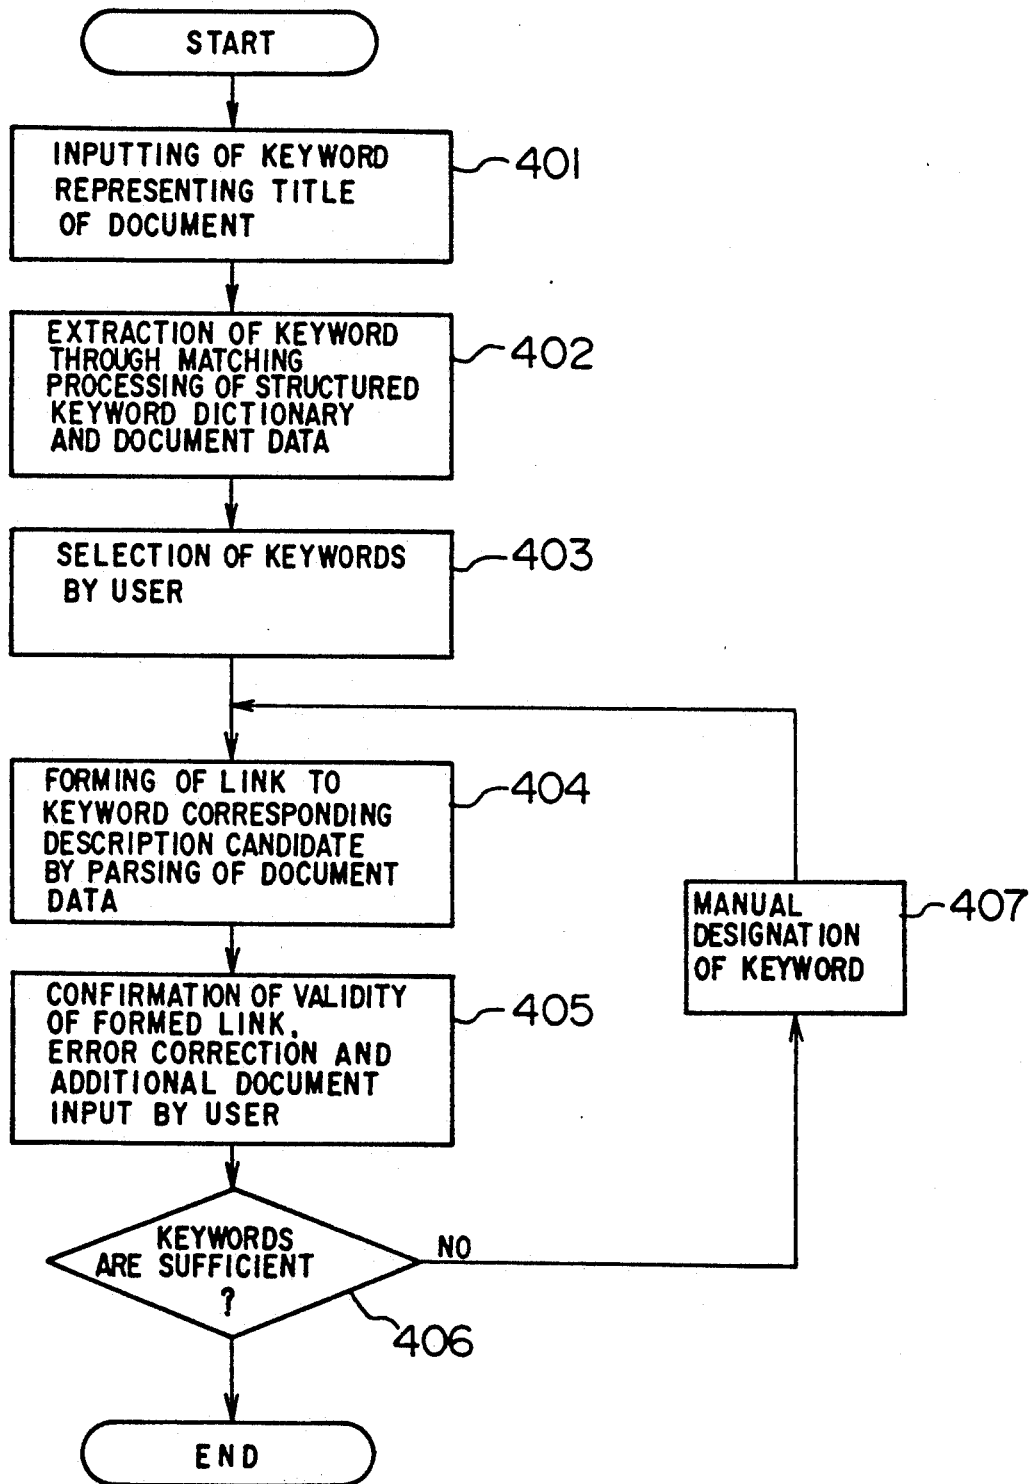 START
INPUTTING OF KEYWORD
REPRESENTING TITLE
OF DOCUMENT
401
EXTRACTION OF KEYWORD
THROUGH MATCHING
PROCESSING OF STRUCTURED
KEYWORD DICTIONARY
AND DOCUMENT DATA
402
SELECTION OF KEYWORDS
BY USER
403
FORMING OF LINK TO
KEYWORD CORRESPONDING
DESCRIPTION CANDIDATE
BY PARSING OF DOCUMENT
DATA
404
MANUAL
DESIGNATION
OF KEYWORD
407
CONFIRMATION OF VALIDITY
OF FORMED LINK,
ERROR CORRECTION AND
ADDITIONAL DOCUMENT
INPUT BY USER
405
KEYWORDS
ARE SUFFICIENT
?
NO
406
END